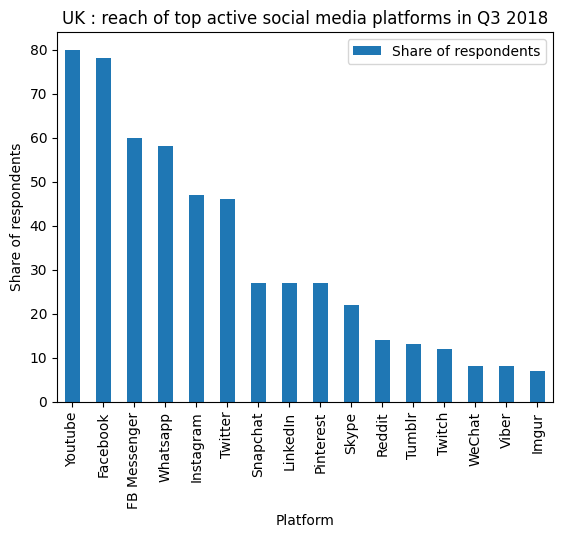 UK : reach of top active social media platforms in Q3 2018
Share of respondents
Share of respondents
80
70
60
50
40
30
20
10
0
Youtube
Facebook
FB Messenger
Whatsapp
Instagram
Twitter
Snapchat
LinkedIn
Pinterest
Skype
Reddit
Tumblr
Twitch
WeChat
Viber
Imgur
Platform